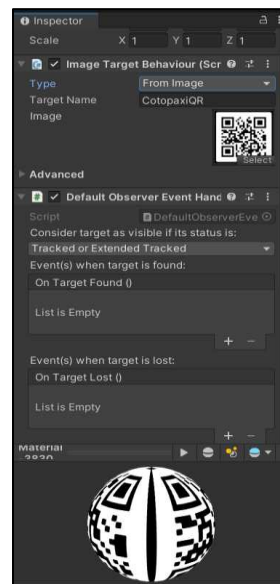 Inspector
Scale X 1 Y 1 Z 1
Image Target Behaviour (Scr
Type From Image
Target Name CotopaxiQR
Image
Select
Advanced
Default Observer Event Hand
Script DefaultObserverEve
Consider target as visible if its status is:
Tracked or Extended Tracked
Event(s) when target is found:
On Target Found ()
List is Empty
+ −
Event(s) when target is lost:
On Target Lost ()
List is Empty
+ −
Material
-3830